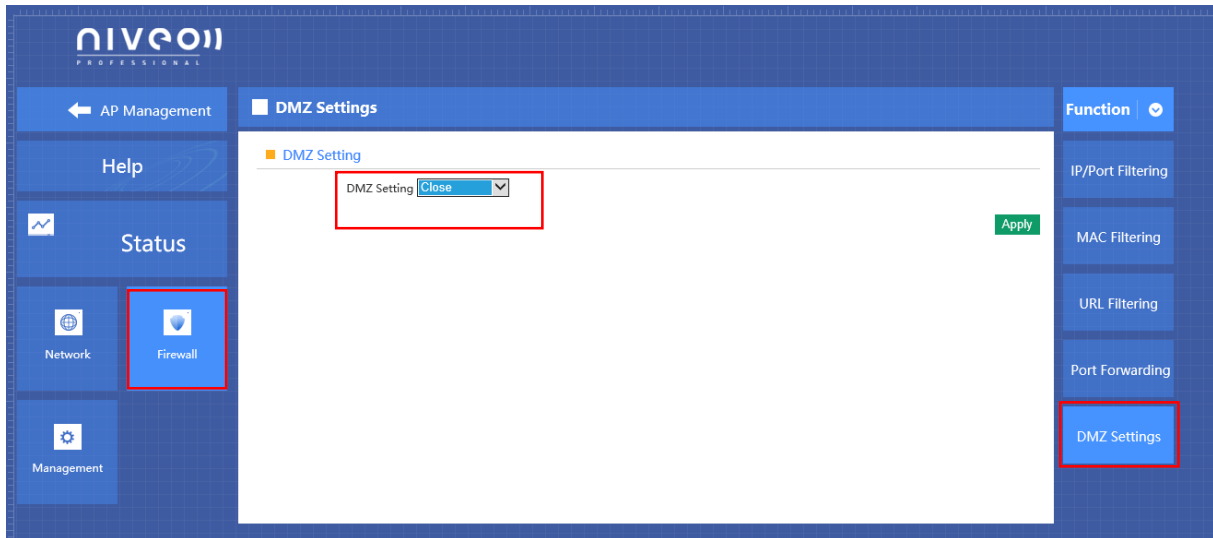 niveo
PROFESSIONAL
AP Management
Help
Status
Network
Firewall
Management
DMZ Settings
DMZ Setting
DMZ Setting Close
Apply
Function
IP/Port Filtering
MAC Filtering
URL Filtering
Port Forwarding
DMZ Settings